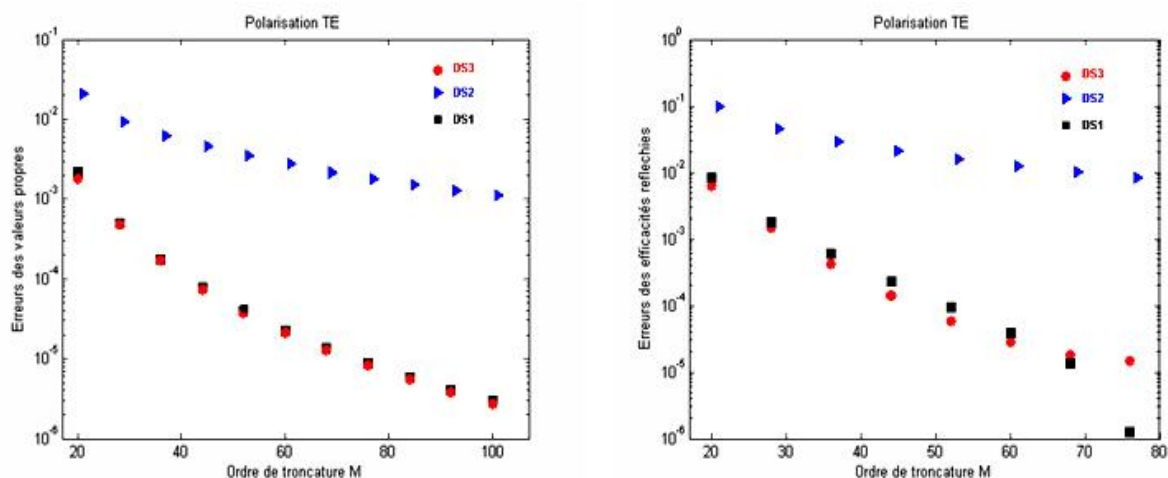 Polarisation TE
10^-1
10^-2
10^-3
10^-4
10^-5
10^-6
Erreurs des valeurs propres
DS3
DS2
DS1
20 40 60 80 100
Ordre de troncature M
Polarisation TE
10^0
10^-1
10^-2
10^-3
10^-4
10^-5
10^-6
Erreurs des efficacités reflechies
DS3
DS2
DS1
20 30 40 50 60 70 80
Ordre de troncature M